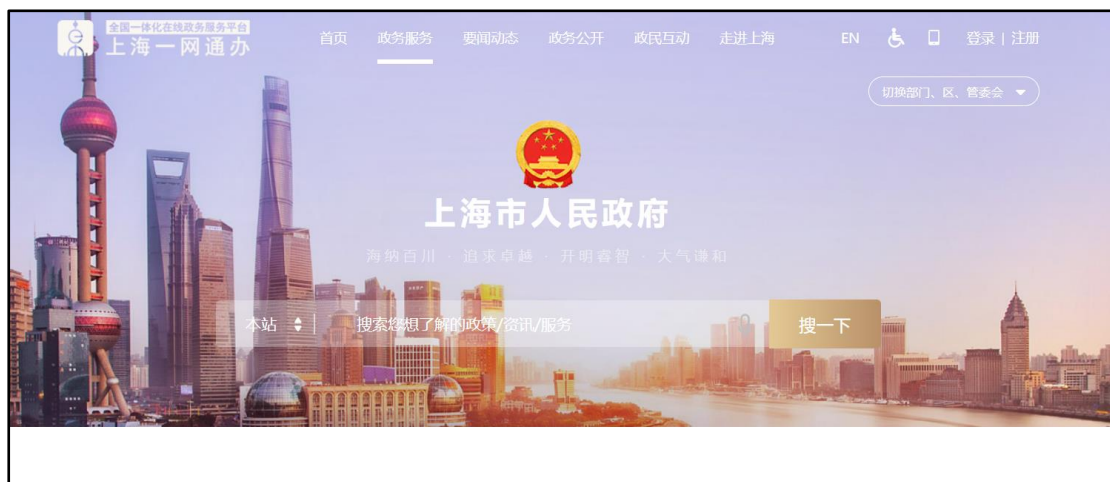 全国一体化在线政务服务平台
上海一网通办
首页 政务服务 要闻动态 政务公开 政民互动 走进上海 EN 登录 | 注册
切换部门、区、管委会
上海市人民政府
海纳百川 · 追求卓越 · 开明睿智 · 大气谦和
本站 搜索您想了解的政策/资讯/服务 搜一下